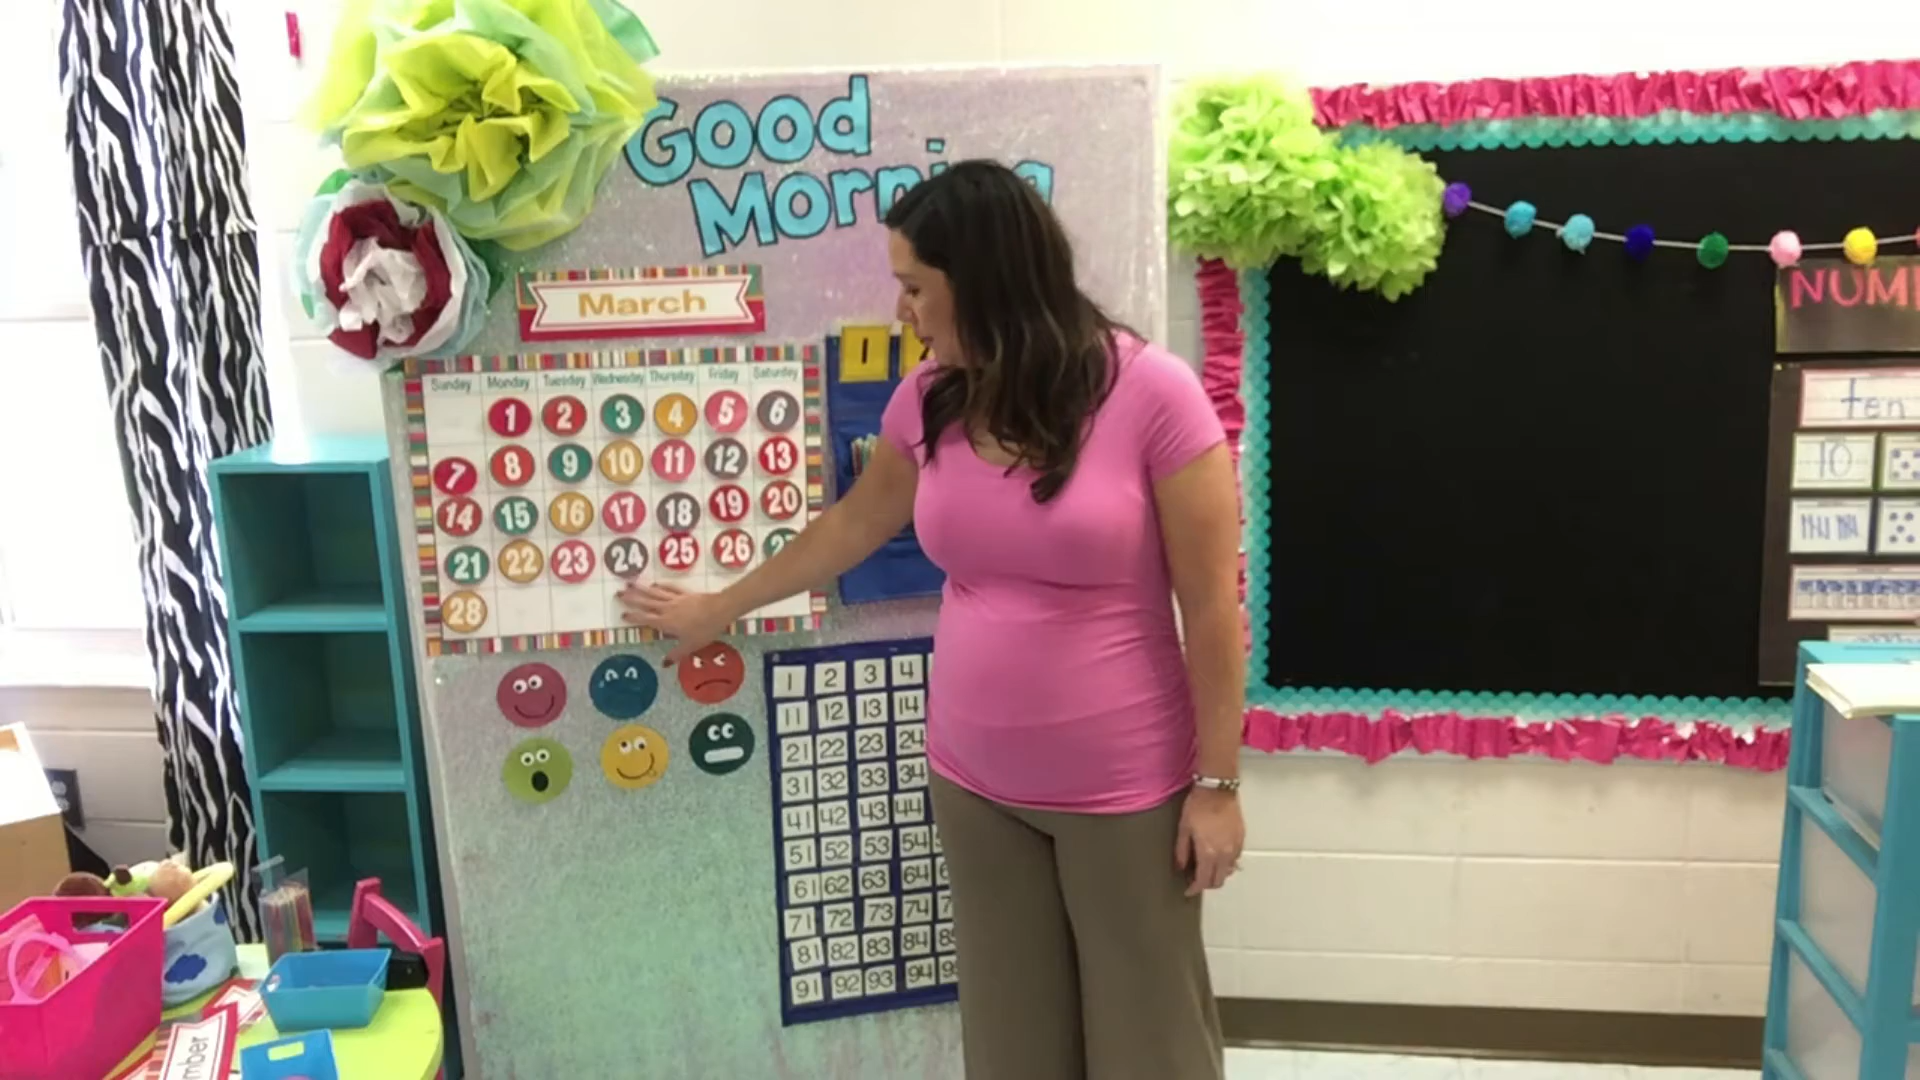 Good
Morning
March
Sunday Monday Tuesday Wednesday Thursday Friday Saturday
1 2 3 4 5 6
7 8 9 10 11 12 13
14 15 16 17 18 19 20
21 22 23 24 25 26 27
28
1
1 2 3 4
11 12 13 14
21 22 23 24
31 32 33 34
41 42 43 44
51 52 53 54
61 62 63 64
71 72 73 74
81 82 83 84
91 92 93 94
NUM
ten
10
mber